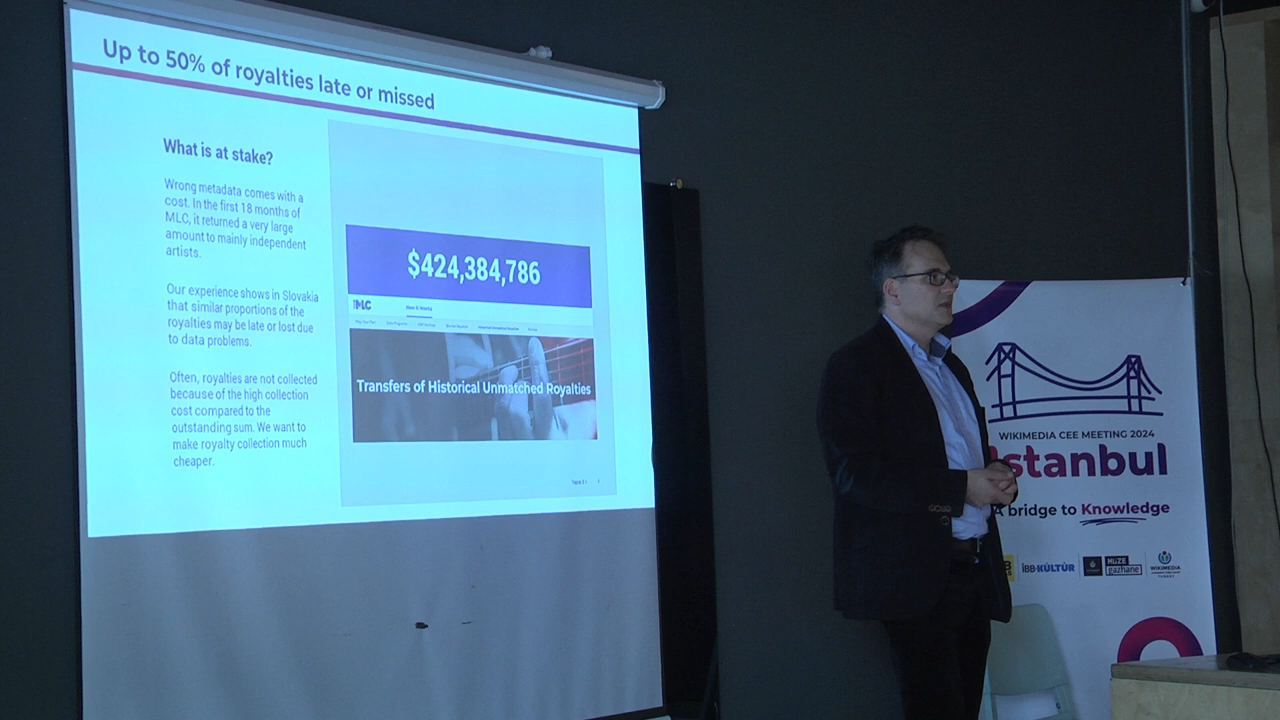 Up to 50% of royalties late or missed
What is at stake?
Wrong metadata comes with a
cost. In the first 18 months of
MLC, it returned a very large
amount to mainly independent
artists.
Our experience shows in Slovakia
that similar proportions of the
royalties may be late or lost due
to data problems.
Often, royalties are not collected
because of the high collection
cost compared to the
outstanding sum. We want to
make royalty collection much
cheaper.
$424,384,786
MLC
How It Works
Transfers of Historical Unmatched Royalties
WIKIMEDIA CEE MEETING 2024
Istanbul
A bridge to Knowledge
İBB KÜLTÜR
MÜZE
gazhane
WIKIMEDIA